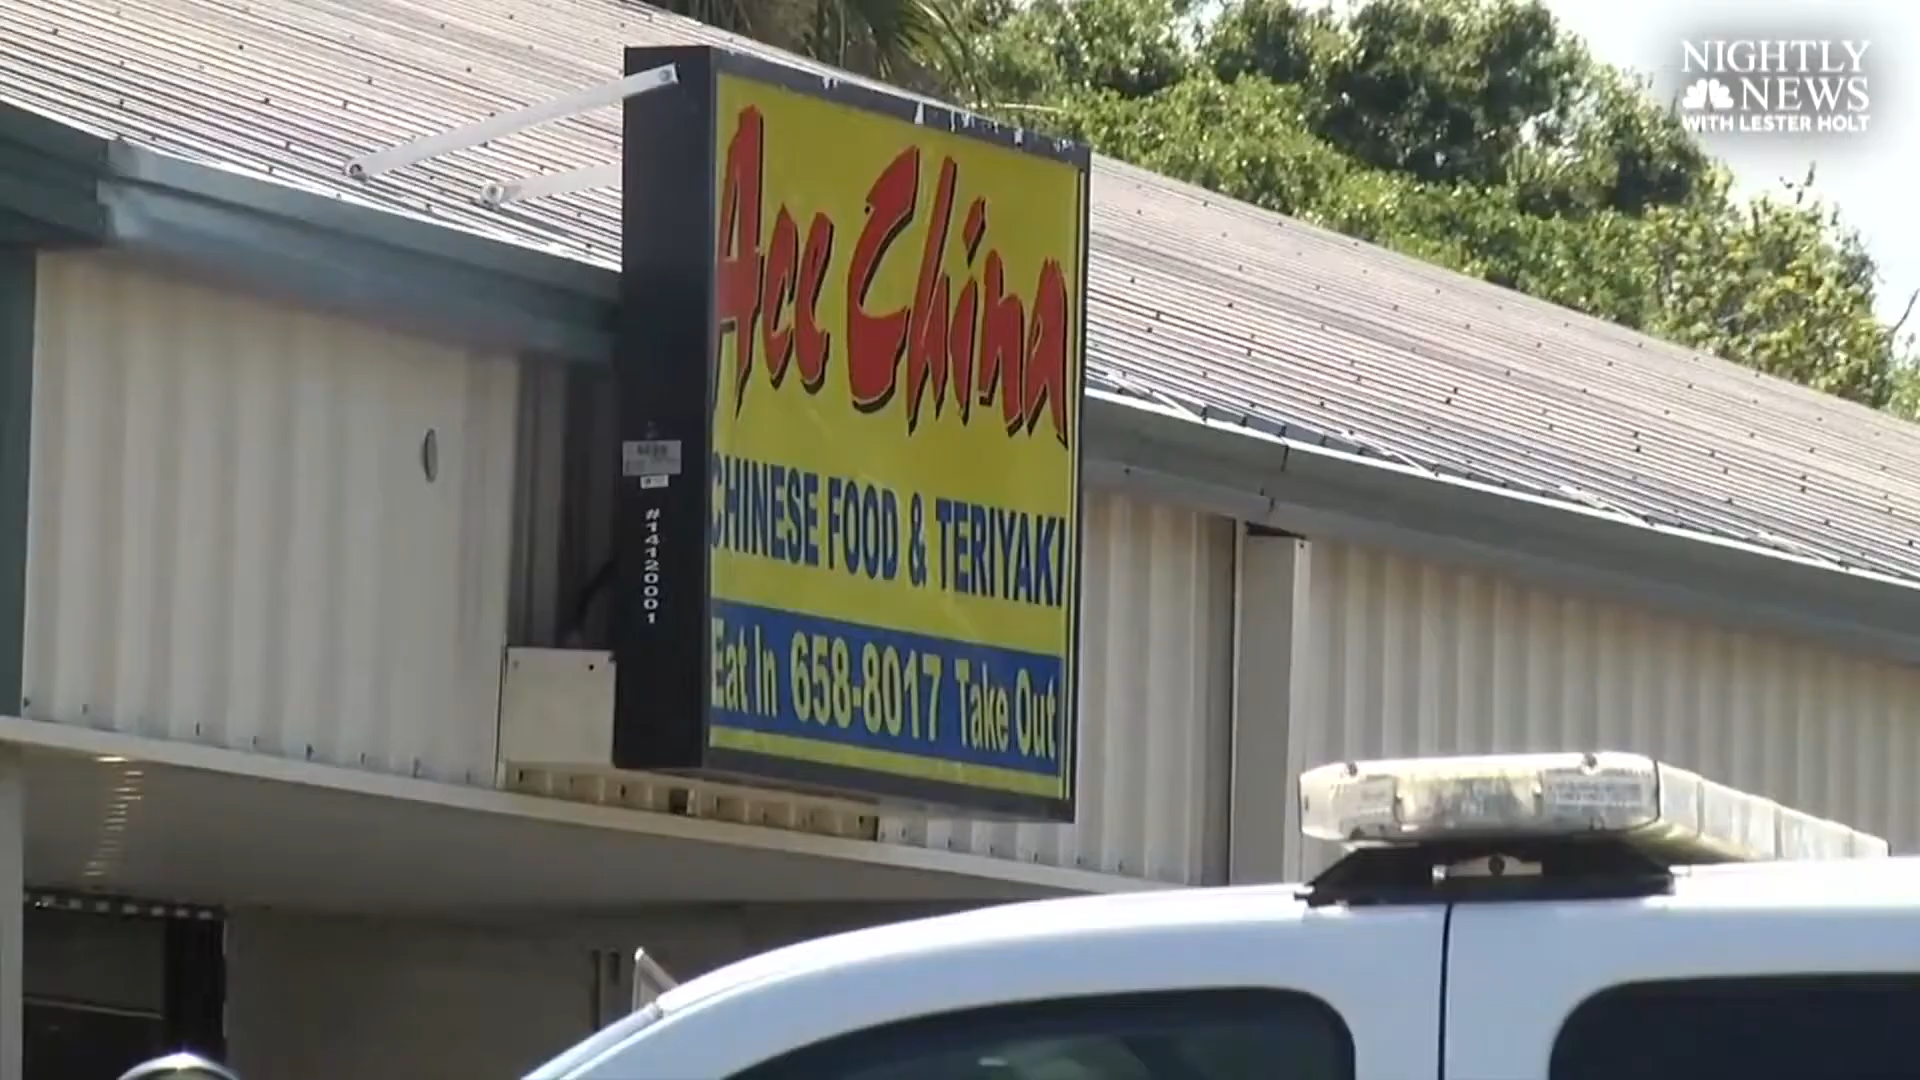 NIGHTLY
NEWS
WITH LESTER HOLT
Ace China
CHINESE FOOD & TERIYAKI
Eat In 658-8017 Take Out
#14120001